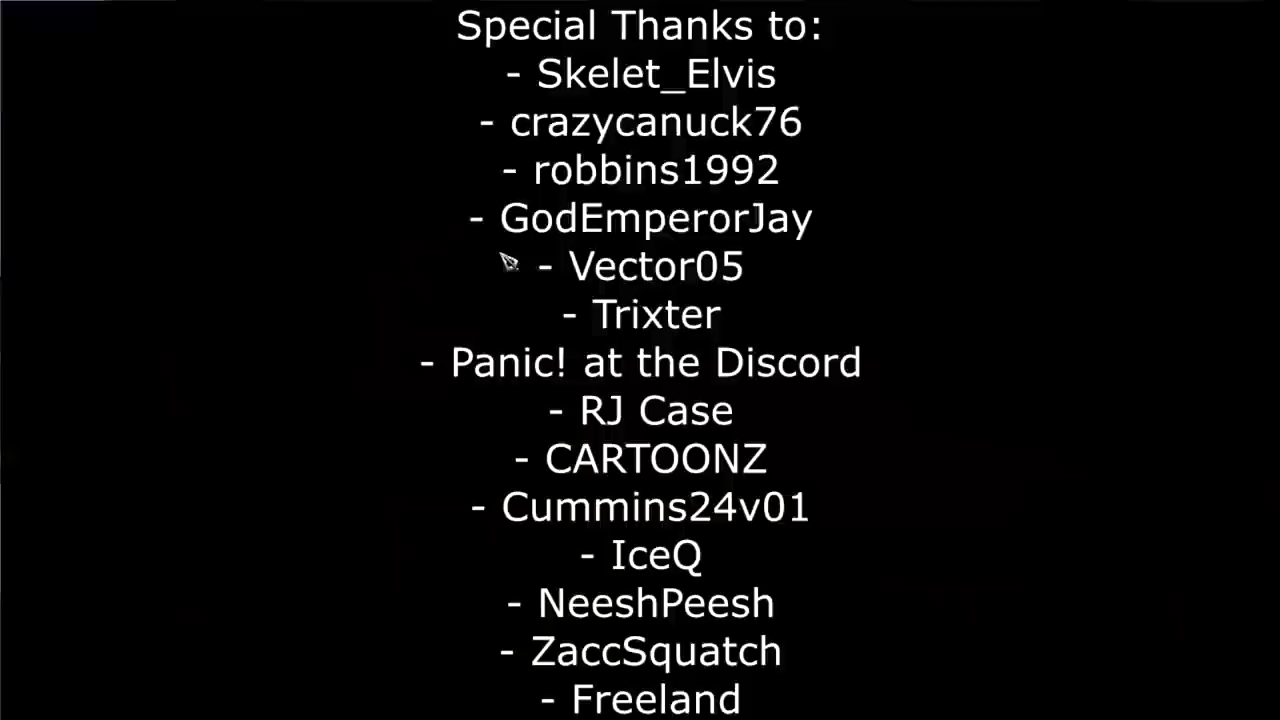 Special Thanks to:
- Skelet_Elvis
- crazycanuck76
- robbins1992
- GodEmperorJay
- Vector05
- Trixter
- Panic! at the Discord
- RJ Case
- CARTOONZ
- Cummins24v01
- IceQ
- NeeshPeesh
- ZaccSquatch
- Freeland